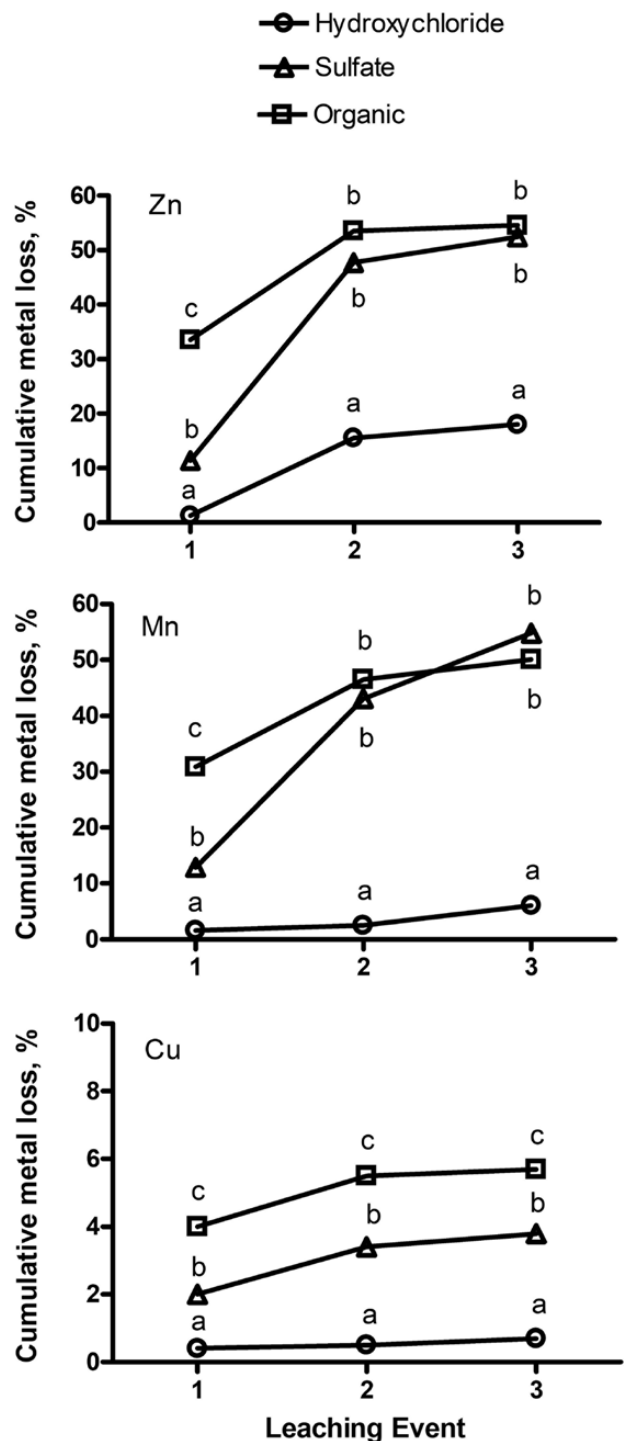 Hydroxychloride
Sulfate
Organic
Zn
Cumulative metal loss, %
60
50
40
30
20
10
0
b b
c
b b
b
a a
a
1 2 3
Mn
Cumulative metal loss, %
60
50
40
30
20
10
0
b
b
c
b
b
b
a a a
1 2 3
Cu
Cumulative metal loss, %
10
8
6
4
2
0
c c
c
b b
b
a a a
1 2 3
Leaching Event